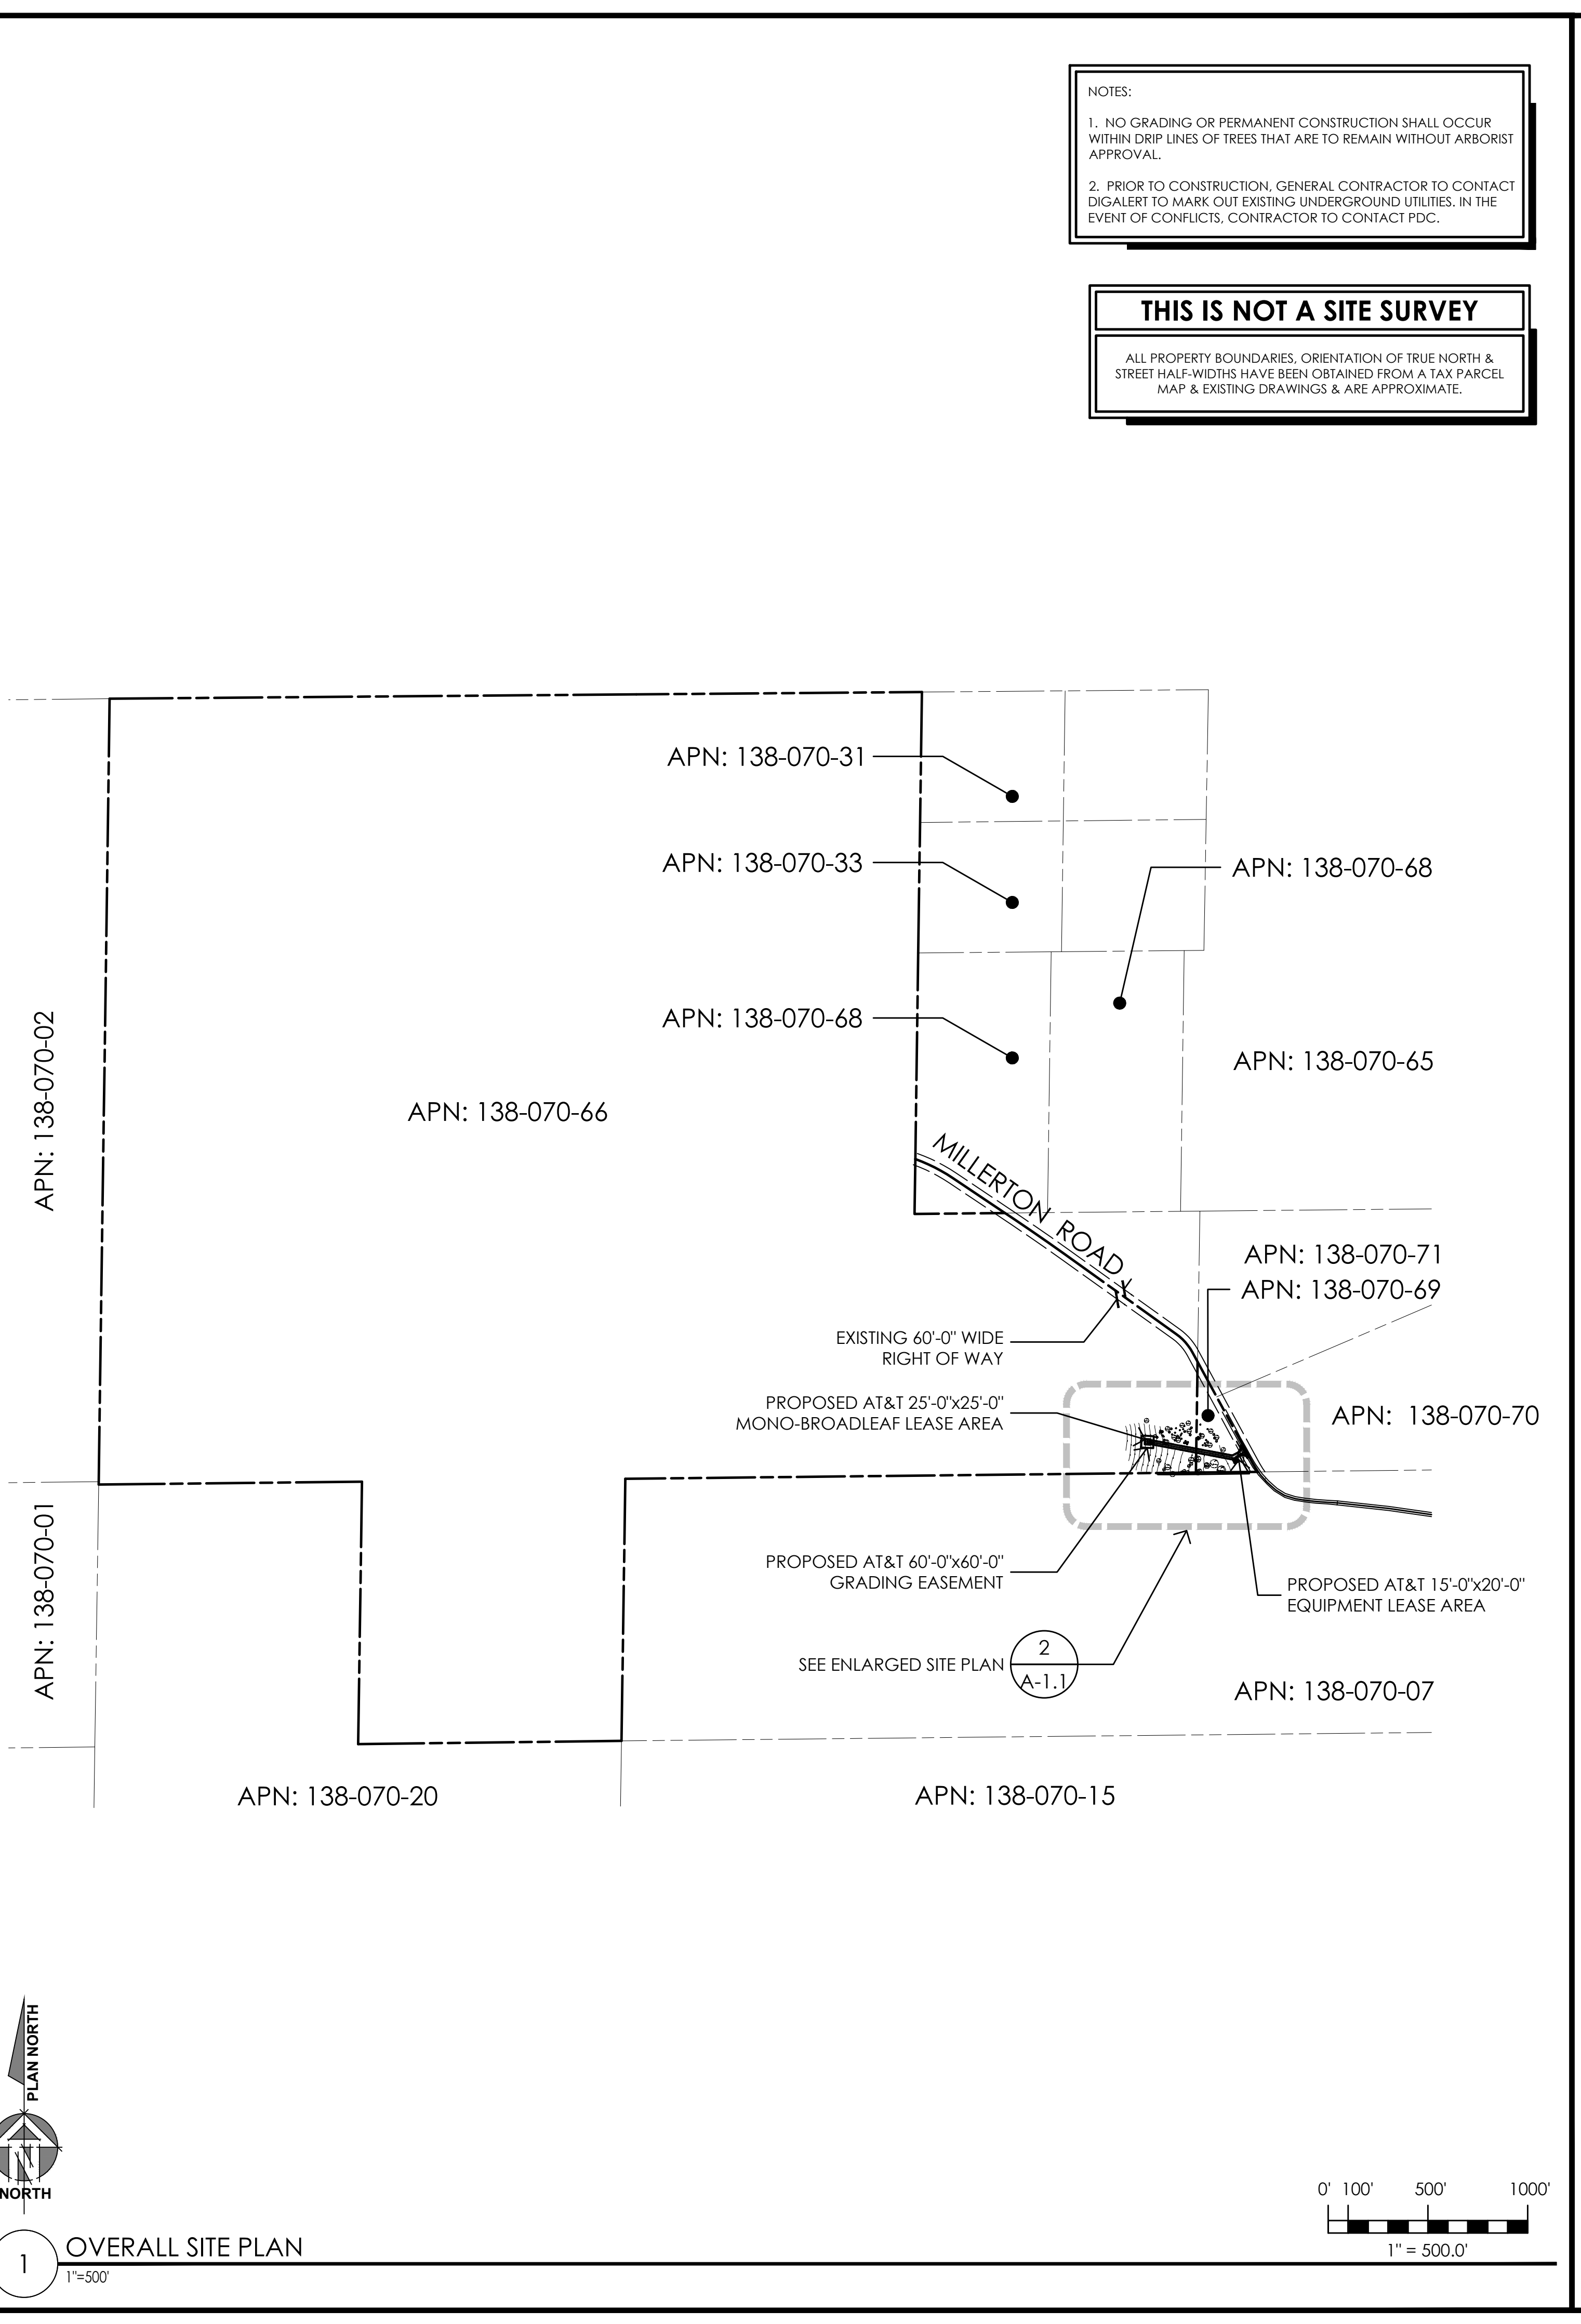 NOTES:
1. NO GRADING OR PERMANENT CONSTRUCTION SHALL OCCUR
WITHIN DRIP LINES OF TREES THAT ARE TO REMAIN WITHOUT ARBORIST
APPROVAL.
2. PRIOR TO CONSTRUCTION, GENERAL CONTRACTOR TO CONTACT
DIGALERT TO MARK OUT EXISTING UNDERGROUND UTILITIES. IN THE
EVENT OF CONFLICTS, CONTRACTOR TO CONTACT PDC.
THIS IS NOT A SITE SURVEY
ALL PROPERTY BOUNDARIES, ORIENTATION OF TRUE NORTH &
STREET HALF-WIDTHS HAVE BEEN OBTAINED FROM A TAX PARCEL
MAP & EXISTING DRAWINGS & ARE APPROXIMATE.
APN: 138-070-31
APN: 138-070-33
APN: 138-070-68
APN: 138-070-68
APN: 138-070-65
APN: 138-070-02
APN: 138-070-66
MILLERTON ROAD
APN: 138-070-71
APN: 138-070-69
EXISTING 60'-0" WIDE
RIGHT OF WAY
PROPOSED AT&T 25'-0"x25'-0"
MONO-BROADLEAF LEASE AREA
APN: 138-070-70
APN: 138-070-01
PROPOSED AT&T 60'-0"x60'-0"
GRADING EASEMENT
PROPOSED AT&T 15'-0"x20'-0"
EQUIPMENT LEASE AREA
SEE ENLARGED SITE PLAN
2
A-1.1
APN: 138-070-07
APN: 138-070-20
APN: 138-070-15
PLAN NORTH
N
NORTH
0' 100' 500' 1000'
1" = 500.0'
1
OVERALL SITE PLAN
1"=500'